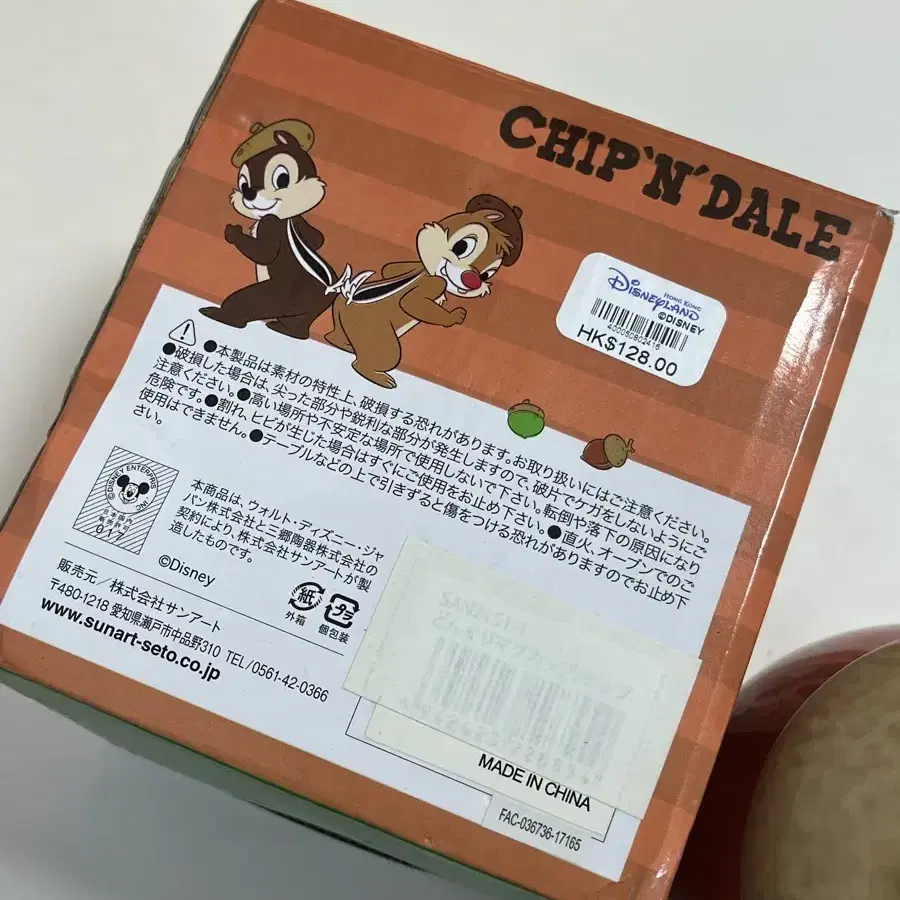 CHIP'N'DALE
HONG KONG
DISNEYLAND
©DISNEY
HK$128.00
●本製品は素材の特性上、破損する恐れがあります。お取り扱いにはご注意ください。
●破損した場合は、尖った部分や鋭利な部分が発生しますので、破片でケガをしないようにご
注意ください。●高い場所や不安定な場所で使用しないで下さい。転倒や落下の原因になり
危険です。●割れ、ヒビが生じた場合はすぐにご使用をお止め下さい。●直火、オーブンでのご
使用はできません。●テーブルなどの上で引きずると傷をつける恐れがありますのでお止め下
さい。
©DISNEY ENTERPRISES
日本国内
販売許可
017
本商品は、ウォルト・ディズニー・ジャ
パン株式会社と三郷陶器株式会社の
契約により、株式会社サンアートが製
造したものです。
©Disney
紙
外箱
プラ
個包装
販売元／株式会社サンアート
〒480-1218 愛知県瀬戸市中品野310 TEL/0561-42-0366
www.sunart-seto.co.jp
MADE IN CHINA
FAC-036736-17165